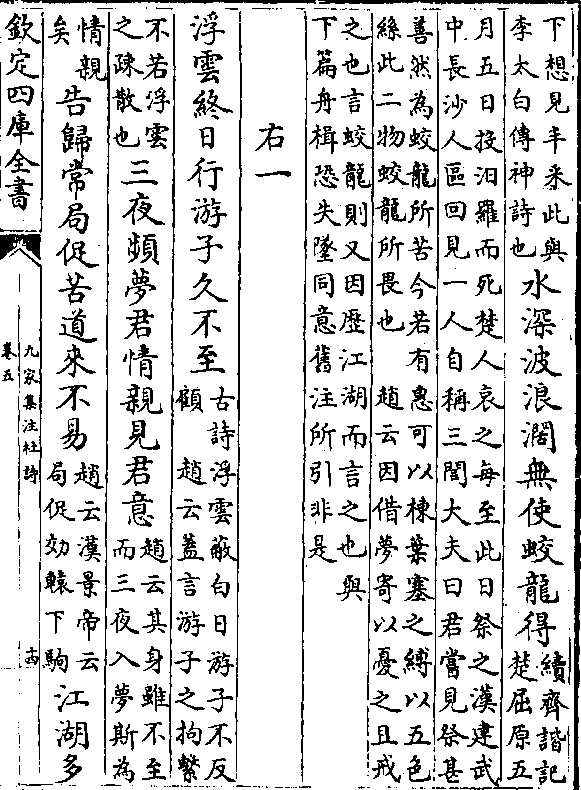 下想見丰采此與
李太白傳神詩也
水深波浪濶無使蛟龍得
續齊諧記
楚屈原五
月五日投汨羅而死楚人哀之每至此日祭之漢建武
中長沙人區回見一人自稱三閭大夫曰君當見祭甚
善然為蛟龍所苦今若有惠可以楝葉塞之縛以五色
絲此二物蛟龍所畏也 趙云因借夢寄以憂之且戒
之也言蛟龍則又因歴江湖而言之也與
下篇舟楫恐失墜同意舊注所引非是
右一
浮雲終日行游子久不至
古詩浮雲蔽白日游子不反
顧 趙云蓋言游子之拘繫
不若浮雲
之疎散也
三夜頻夢君情親見君意
趙云其身雖不至
而三夜入夢斯為
情親
矣
告歸常局促苦道來不易
趙云漢景帝云
局促効轅下駒
江湖多
欽定四庫全書
九家集注杜詩
卷五
十四